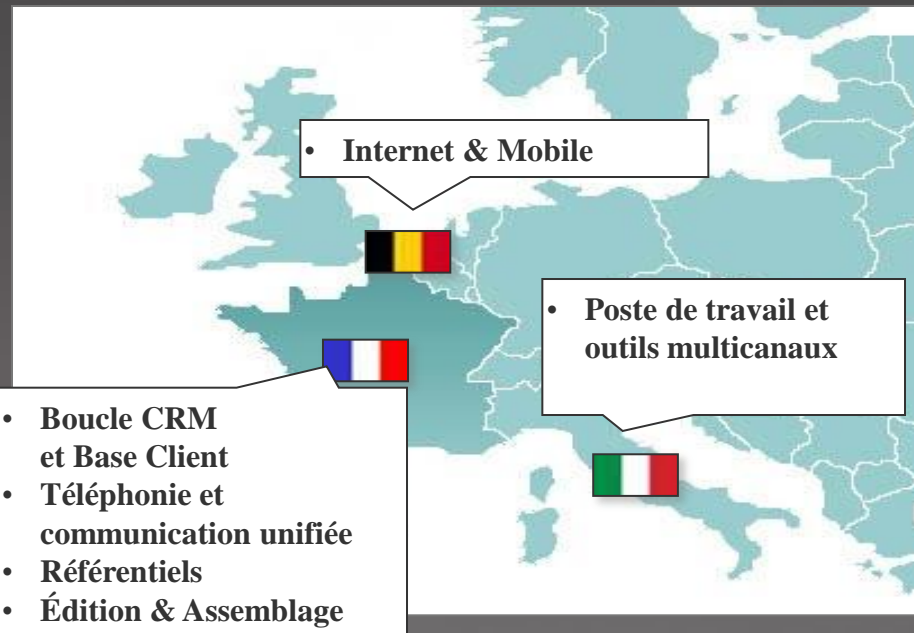 • Internet & Mobile
• Poste de travail et
outils multicanaux
• Boucle CRM
et Base Client
• Téléphonie et
communication unifiée
• Référentiels
• Édition & Assemblage